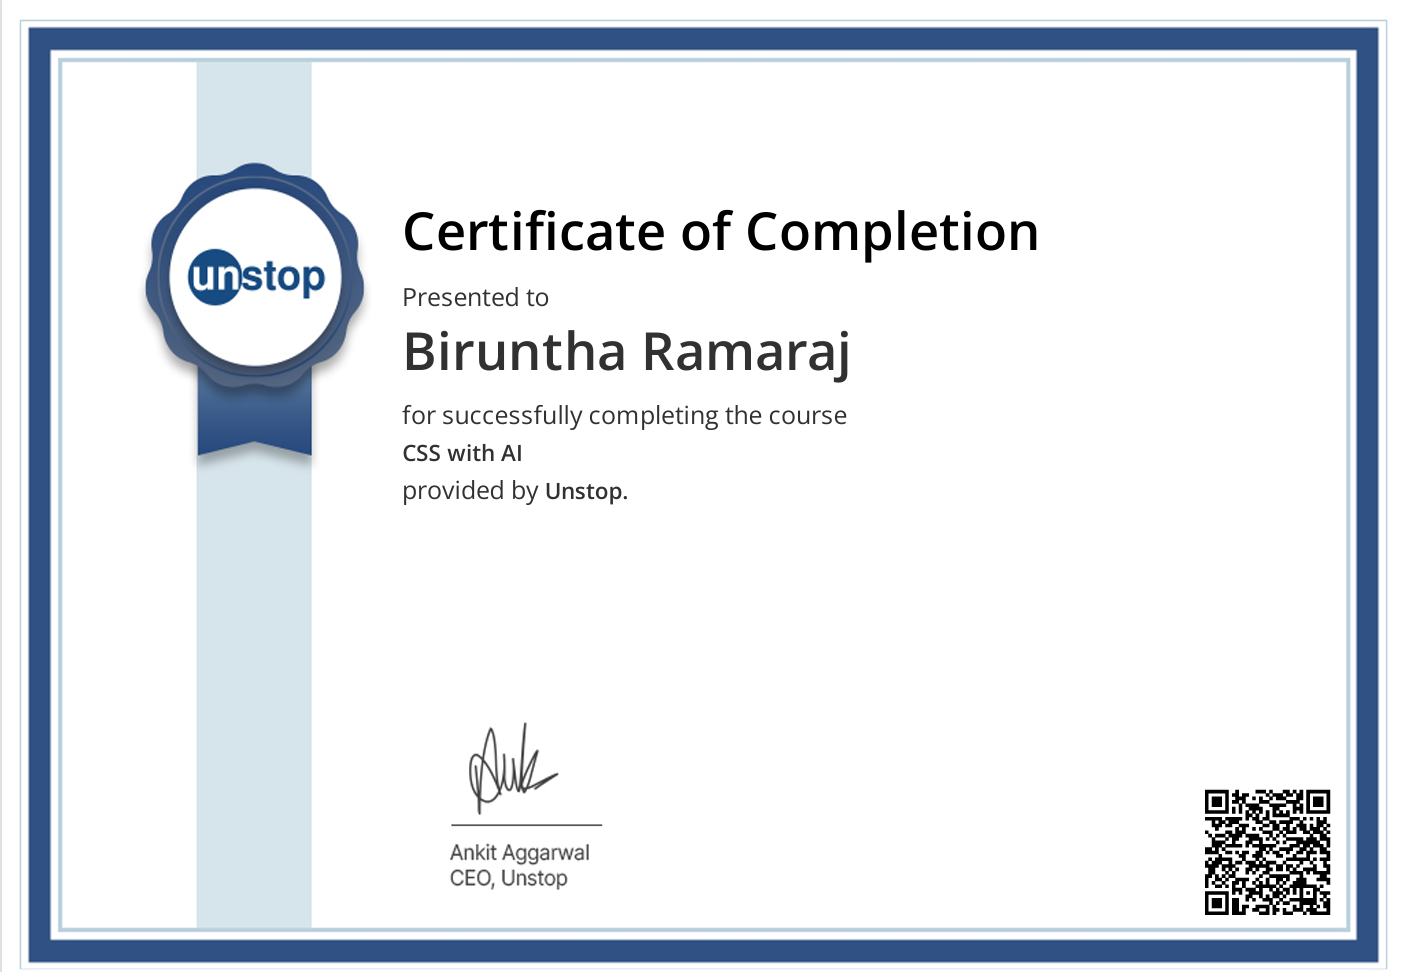 unstop
Certificate of Completion
Presented to
Biruntha Ramaraj
for successfully completing the course
CSS with AI
provided by Unstop.
Ankit Aggarwal
CEO, Unstop